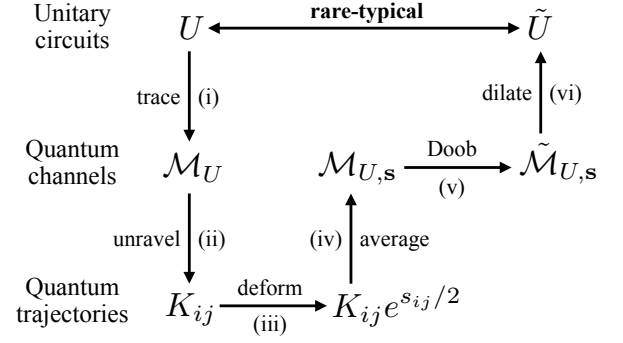 Unitary circuits
U rare-typical Ũ
trace (i) dilate (vi)
Quantum channels
ℳ_U ℳ_{U,𝐬} Doob (v) ℳ̃_{U,𝐬}
unravel (ii) (iv) average
Quantum trajectories
K_{ij} deform (iii) K_{ij}e^{s_{ij}/2}